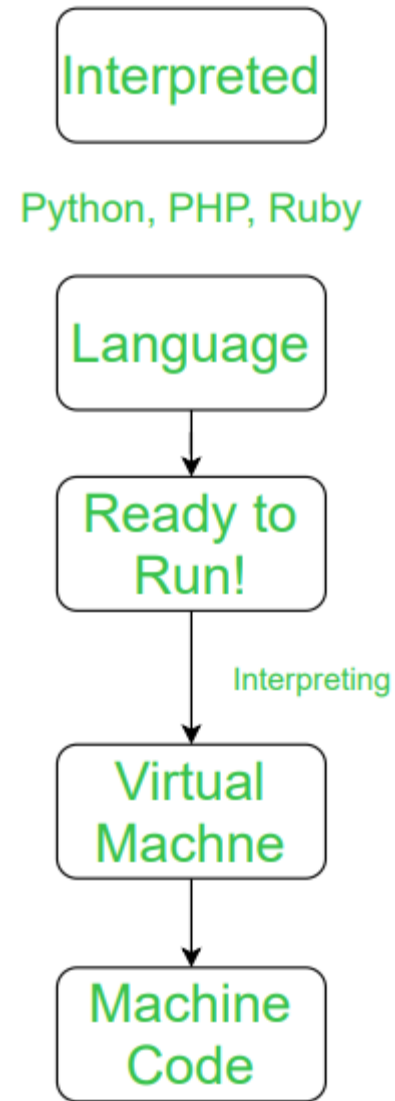 Interpreted
Python, PHP, Ruby
Language
Ready to
Run!
Interpreting
Virtual
Machne
Machine
Code